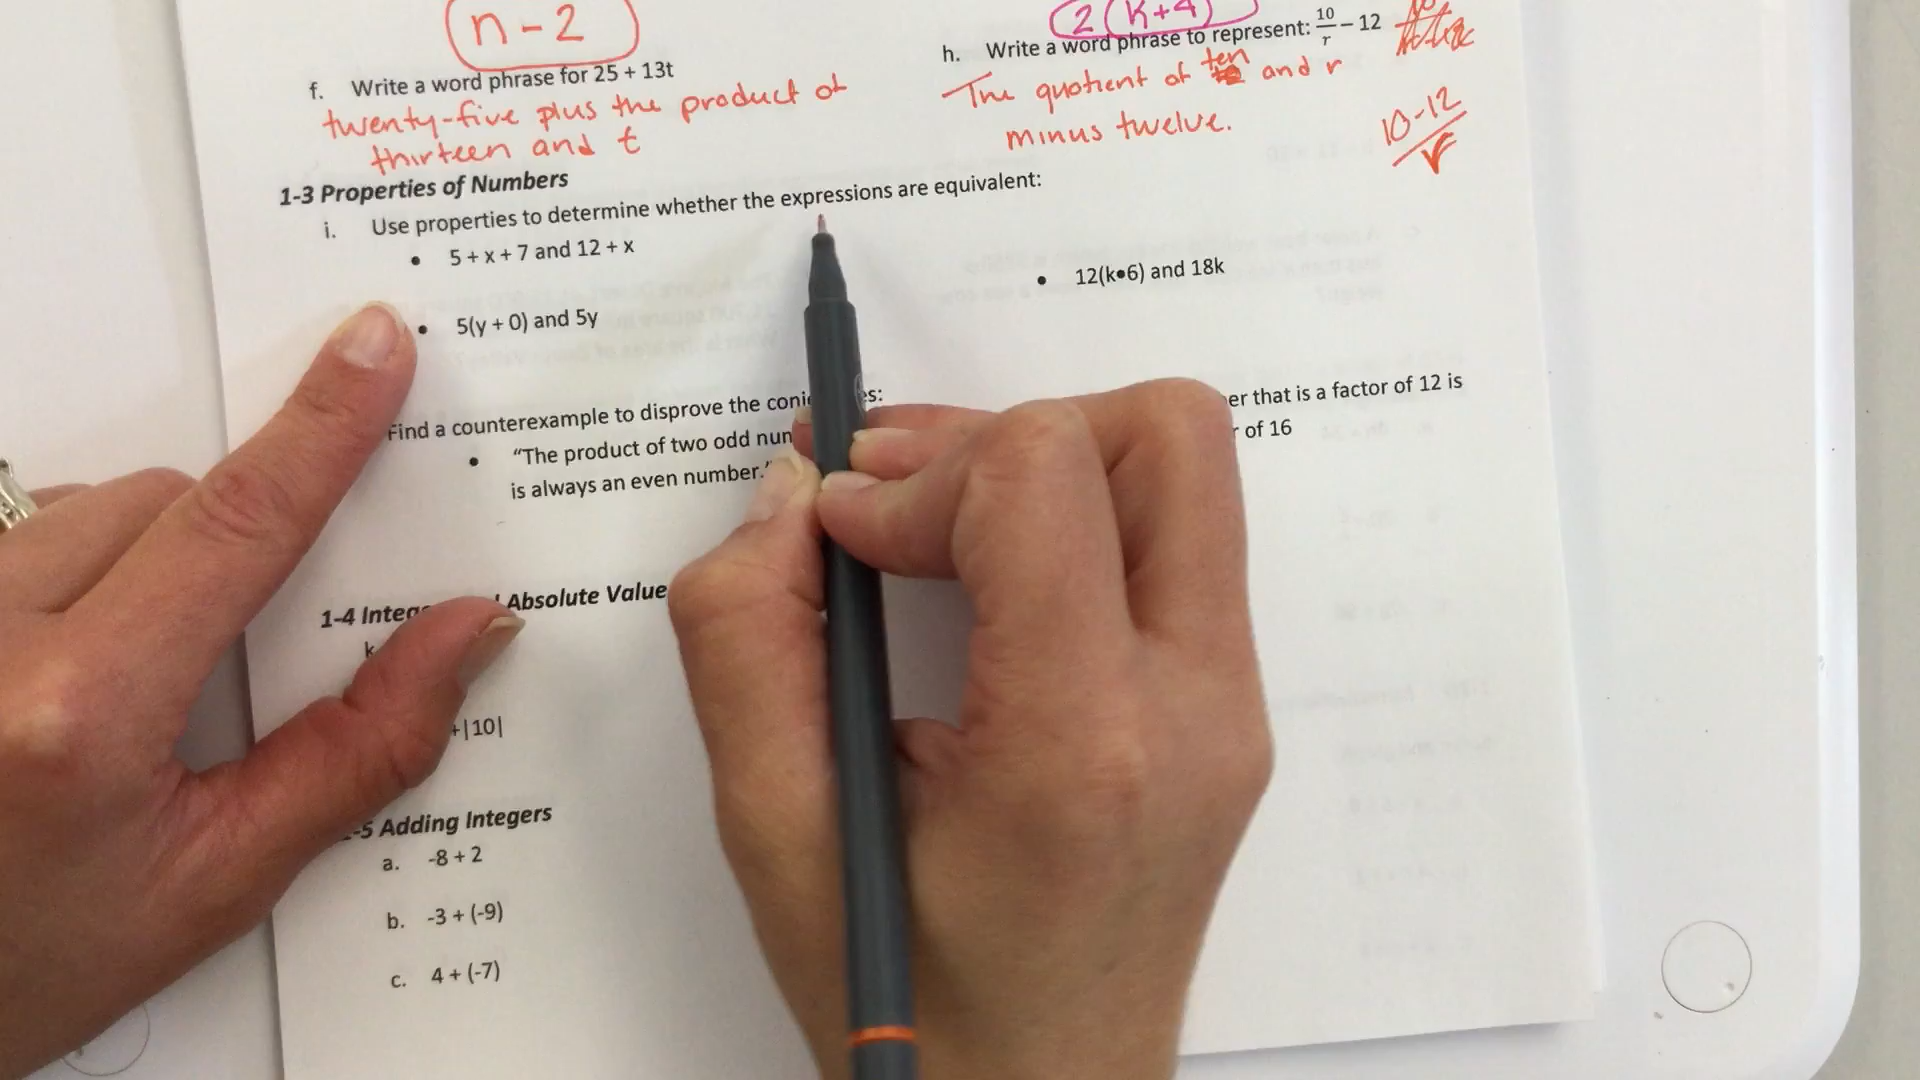 n - 2
f. Write a word phrase for 25 + 13t
twenty-five plus the product of
thirteen and t
2(k+4)
h. Write a word phrase to represent: 10/r - 12
The quotient of ten and r
minus twelve.
10-12
r
1-3 Properties of Numbers
i. Use properties to determine whether the expressions are equivalent:
• 5 + x + 7 and 12 + x
• 12(k•6) and 18k
• 5(y + 0) and 5y
Find a counterexample to disprove the
• "The product of two odd
is always an even number."
that is a factor of 12 is
of 16
1-4 Absolute Value
k
+|10|
1-5 Adding Integers
a. -8 + 2
b. -3 + (-9)
c. 4 + (-7)